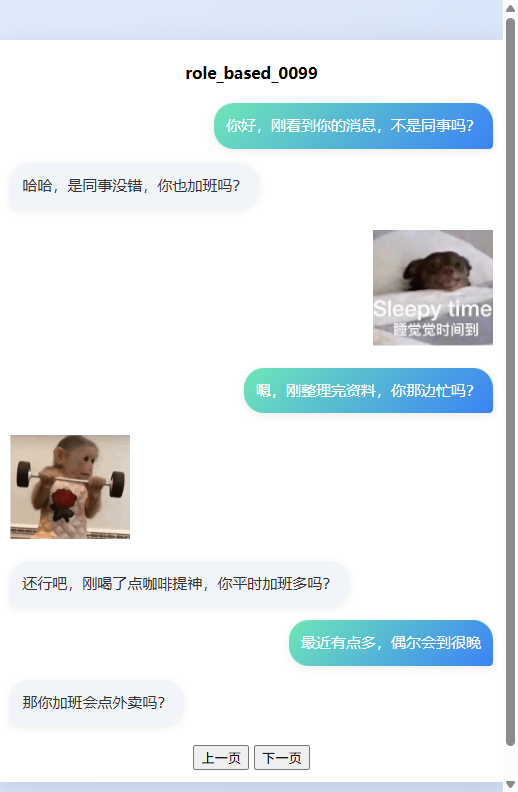 role_based_0099
你好，刚看到你的消息，不是同事吗？
哈哈，是同事没错，你也加班吗？
Sleepy time
睡觉觉时间到
嗯，刚整理完资料，你那边忙吗？
还行吧，刚喝了点咖啡提神，你平时加班多吗？
最近有点多，偶尔会到很晚
那你加班会点外卖吗？
上一页 下一页